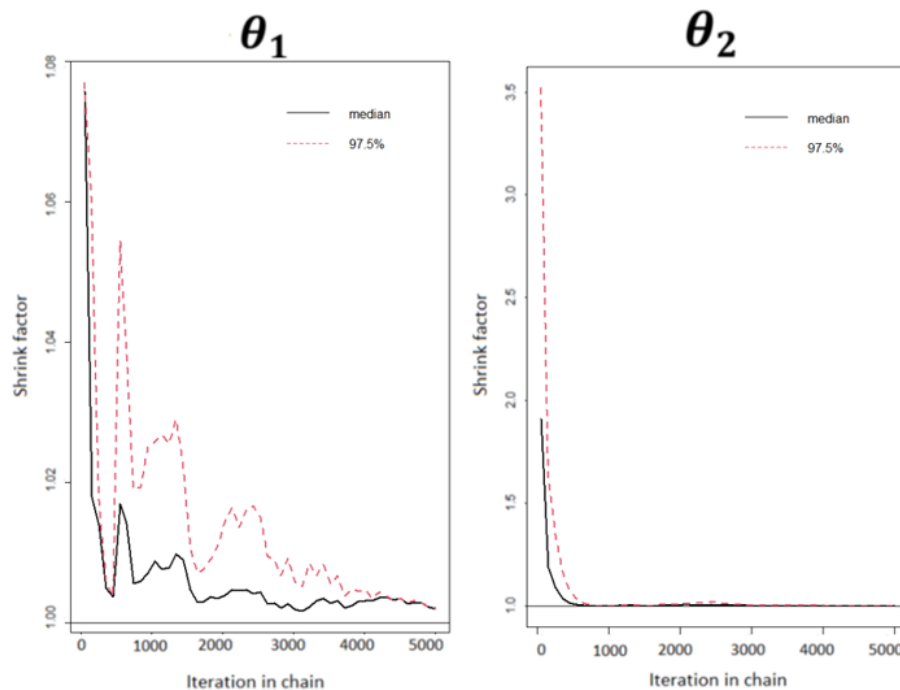 θ₁
1.08
1.06
1.04
1.02
1.00
Shrink factor
median
97.5%
0 1000 2000 3000 4000 5000
Iteration in chain
θ₂
3.5
3.0
2.5
2.0
1.5
1.0
Shrink factor
median
97.5%
0 1000 2000 3000 4000 5000
Iteration in chain